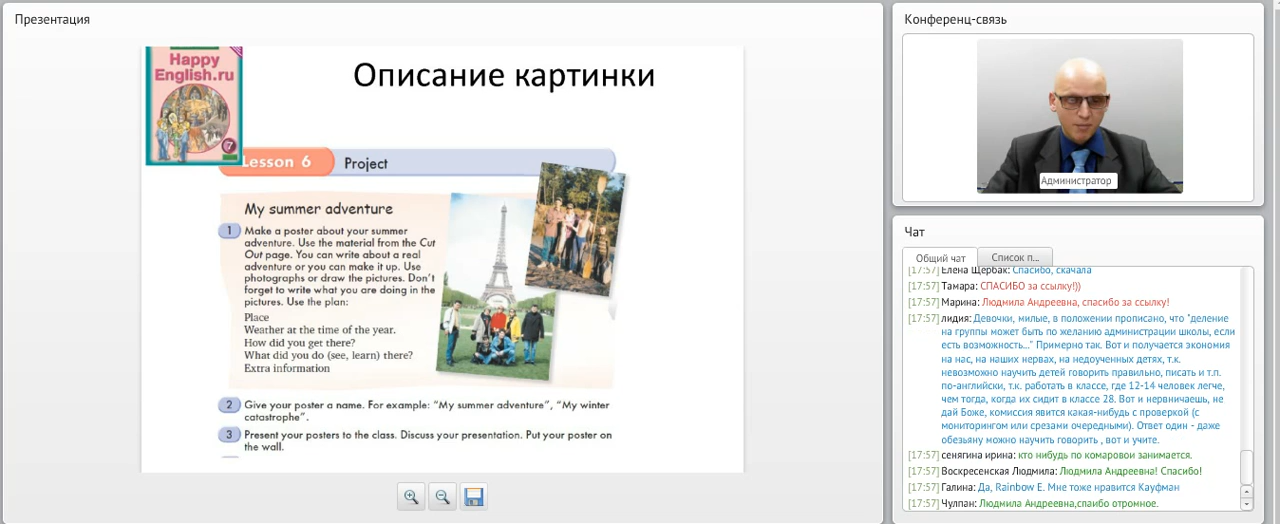 Презентация
Happy
English.ru
7
Описание картинки
Lesson 6
Project
My summer adventure
1 Make a poster about your summer
adventure. Use the material from the Cut
Out page. You can write about a real
adventure or you can make it up. Use
photographs or draw the pictures. Don't
forget to write what you are doing in the
pictures. Use the plan:
Place
Weather at the time of the year.
How did you get there?
What did you do (see, learn) there?
Extra information
2 Give your poster a name. For example: "My summer adventure", "My winter
catastrophe".
3 Present your posters to the class. Discuss your presentation. Put your poster on
the wall.
Конференц-связь
Администратор
Чат
Общий чат
Список п...
[17:57] Елена Щербак: Спасибо, скачала
[17:57] Тамара: СПАСИБО за ссылку!))
[17:57] Марина: Людмила Андреевна, спасибо за ссылку!
[17:57] лидия: Девочки, милые, в положении прописано, что "деление
на группы может быть по желанию администрации школы, если
есть возможность..." Примерно так. Вот и получается экономия
на нас, на наших нервах, на недоученных детях, т.к.
невозможно научить детей говорить правильно, писать и т.п.
по-английски, т.к. работать в классе, где 12-14 человек легче,
чем тогда, когда их сидит в классе 28. Вот и нервничаешь, не
дай Боже, комиссия явится какая-нибудь с проверкой (с
мониторингом или срезами очередными). Ответ один - даже
обезьяну можно научить говорить , вот и учите.
[17:57] сенягина ирина: кто нибудь по комаровои занимается.
[17:57] Воскресенская Людмила: Людмила Андреевна! Спасибо!
[17:57] Галина: Да, Rainbow E. Мне тоже нравится Кауфман
[17:57] Чулпан: Людмила Андреевна,спаибо отромное.